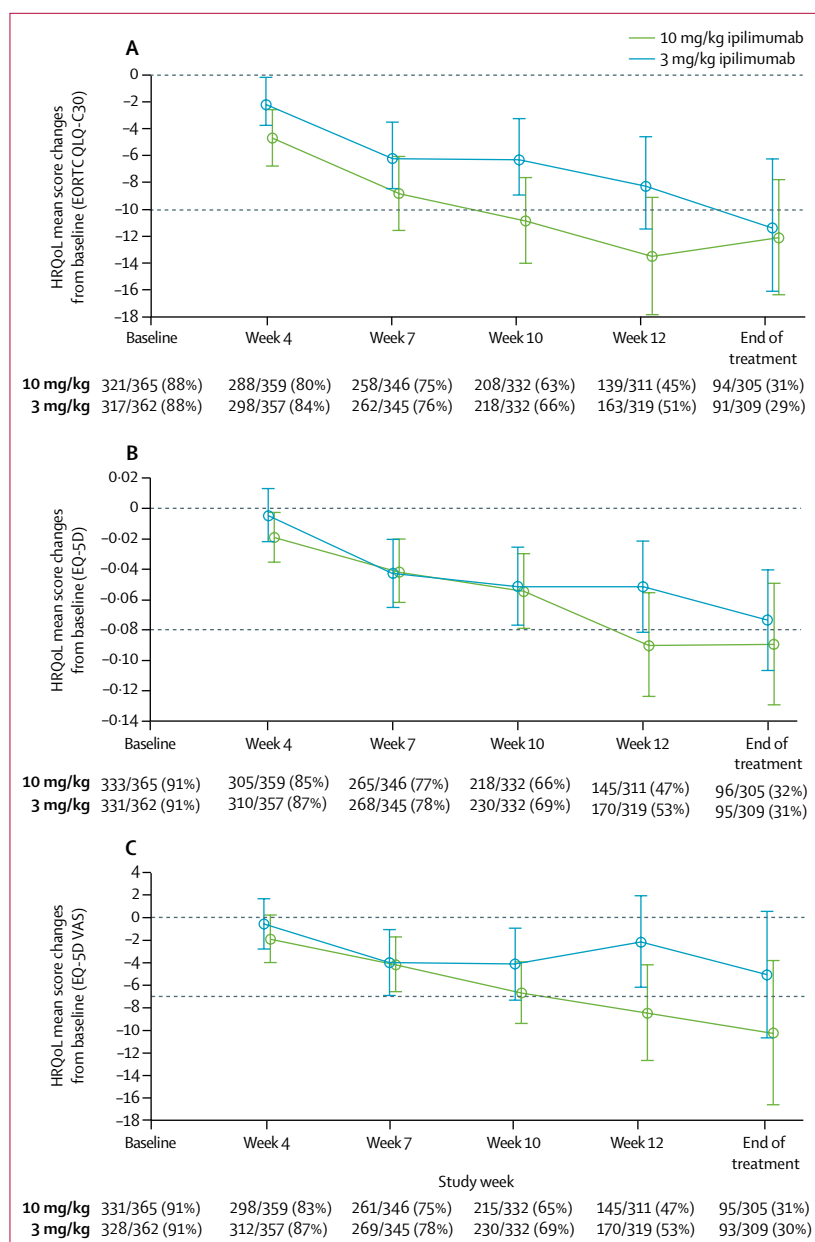 A
10 mg/kg ipilimumab
3 mg/kg ipilimumab
HRQoL mean score changes
from baseline (EORTC QLQ-C30)
0
–2
–4
–6
–8
–10
–12
–14
–16
–18
Baseline Week 4 Week 7 Week 10 Week 12 End of
treatment
10 mg/kg 321/365 (88%) 288/359 (80%) 258/346 (75%) 208/332 (63%) 139/311 (45%) 94/305 (31%)
3 mg/kg 317/362 (88%) 298/357 (84%) 262/345 (76%) 218/332 (66%) 163/319 (51%) 91/309 (29%)
B
HRQoL mean score changes
from baseline (EQ-5D)
0·02
0
–0·02
–0·04
–0·06
–0·08
–0·10
–0·12
–0·14
Baseline Week 4 Week 7 Week 10 Week 12 End of
treatment
10 mg/kg 333/365 (91%) 305/359 (85%) 265/346 (77%) 218/332 (66%) 145/311 (47%) 96/305 (32%)
3 mg/kg 331/362 (91%) 310/357 (87%) 268/345 (78%) 230/332 (69%) 170/319 (53%) 95/309 (31%)
C
HRQoL mean score changes
from baseline (EQ-5D VAS)
4
2
0
–2
–4
–6
–8
–10
–12
–14
–16
–18
Baseline Week 4 Week 7 Week 10 Week 12 End of
treatment
Study week
10 mg/kg 331/365 (91%) 298/359 (83%) 261/346 (75%) 215/332 (65%) 145/311 (47%) 95/305 (31%)
3 mg/kg 328/362 (91%) 312/357 (87%) 269/345 (78%) 230/332 (69%) 170/319 (53%) 93/309 (30%)